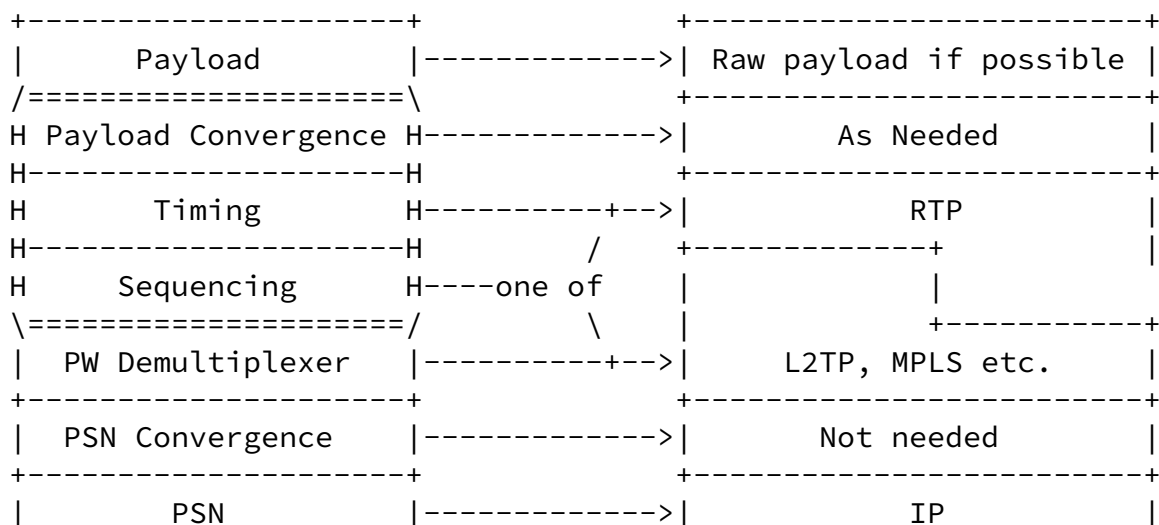 +---------------------+ +-------------------------+
| Payload |------------->| Raw payload if possible |
/=====================\ +-------------------------+
H Payload Convergence H------------->| As Needed |
H---------------------H +-------------------------+
H Timing H----------+-->| RTP |
H---------------------H / +-------------+ |
H Sequencing H----one of | |
\=====================/ \ | +-----------+
| PW Demultiplexer |----------+-->| L2TP, MPLS etc. |
+---------------------+ +-------------------------+
| PSN Convergence |------------->| Not needed |
+---------------------+ +-------------------------+
| PSN |------------->| IP |